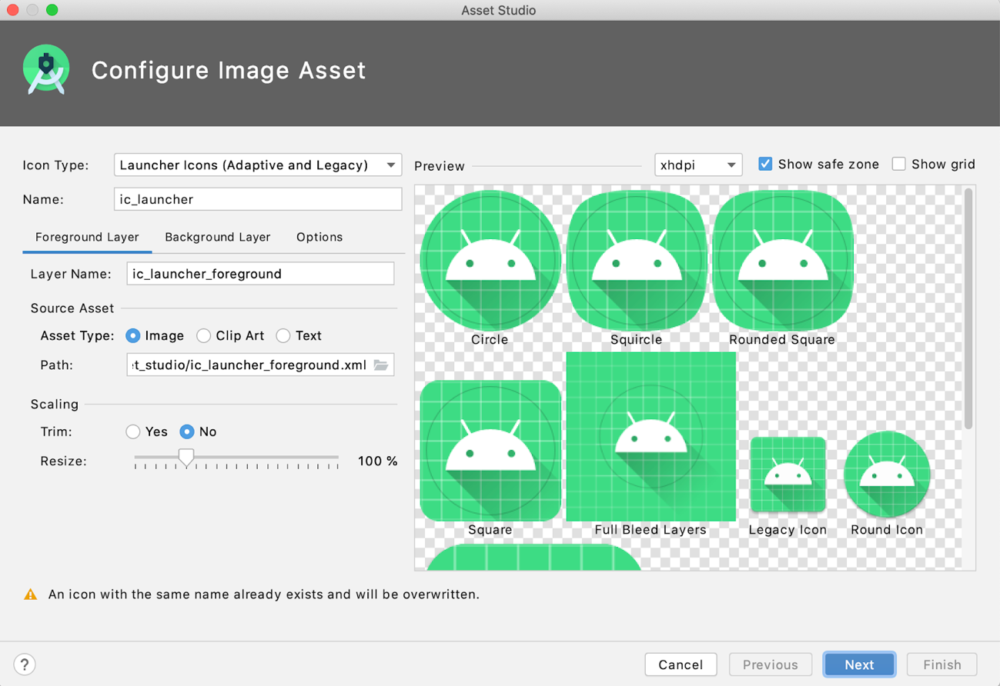 Asset Studio
Configure Image Asset
Icon Type: Launcher Icons (Adaptive and Legacy)
Name: ic_launcher
Foreground Layer Background Layer Options
Layer Name: ic_launcher_foreground
Source Asset
Asset Type: Image Clip Art Text
Path: t_studio/ic_launcher_foreground.xml
Scaling
Trim: Yes No
Resize: 100 %
Preview xhdpi Show safe zone Show grid
Circle Squircle Rounded Square
Square Full Bleed Layers Legacy Icon Round Icon
An icon with the same name already exists and will be overwritten.
? Cancel Previous Next Finish